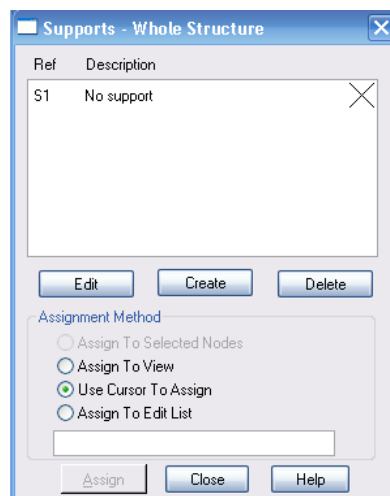 Supports - Whole Structure
Ref Description
S1 No support
Edit Create Delete
Assignment Method
Assign To Selected Nodes
Assign To View
Use Cursor To Assign
Assign To Edit List
Assign Close Help